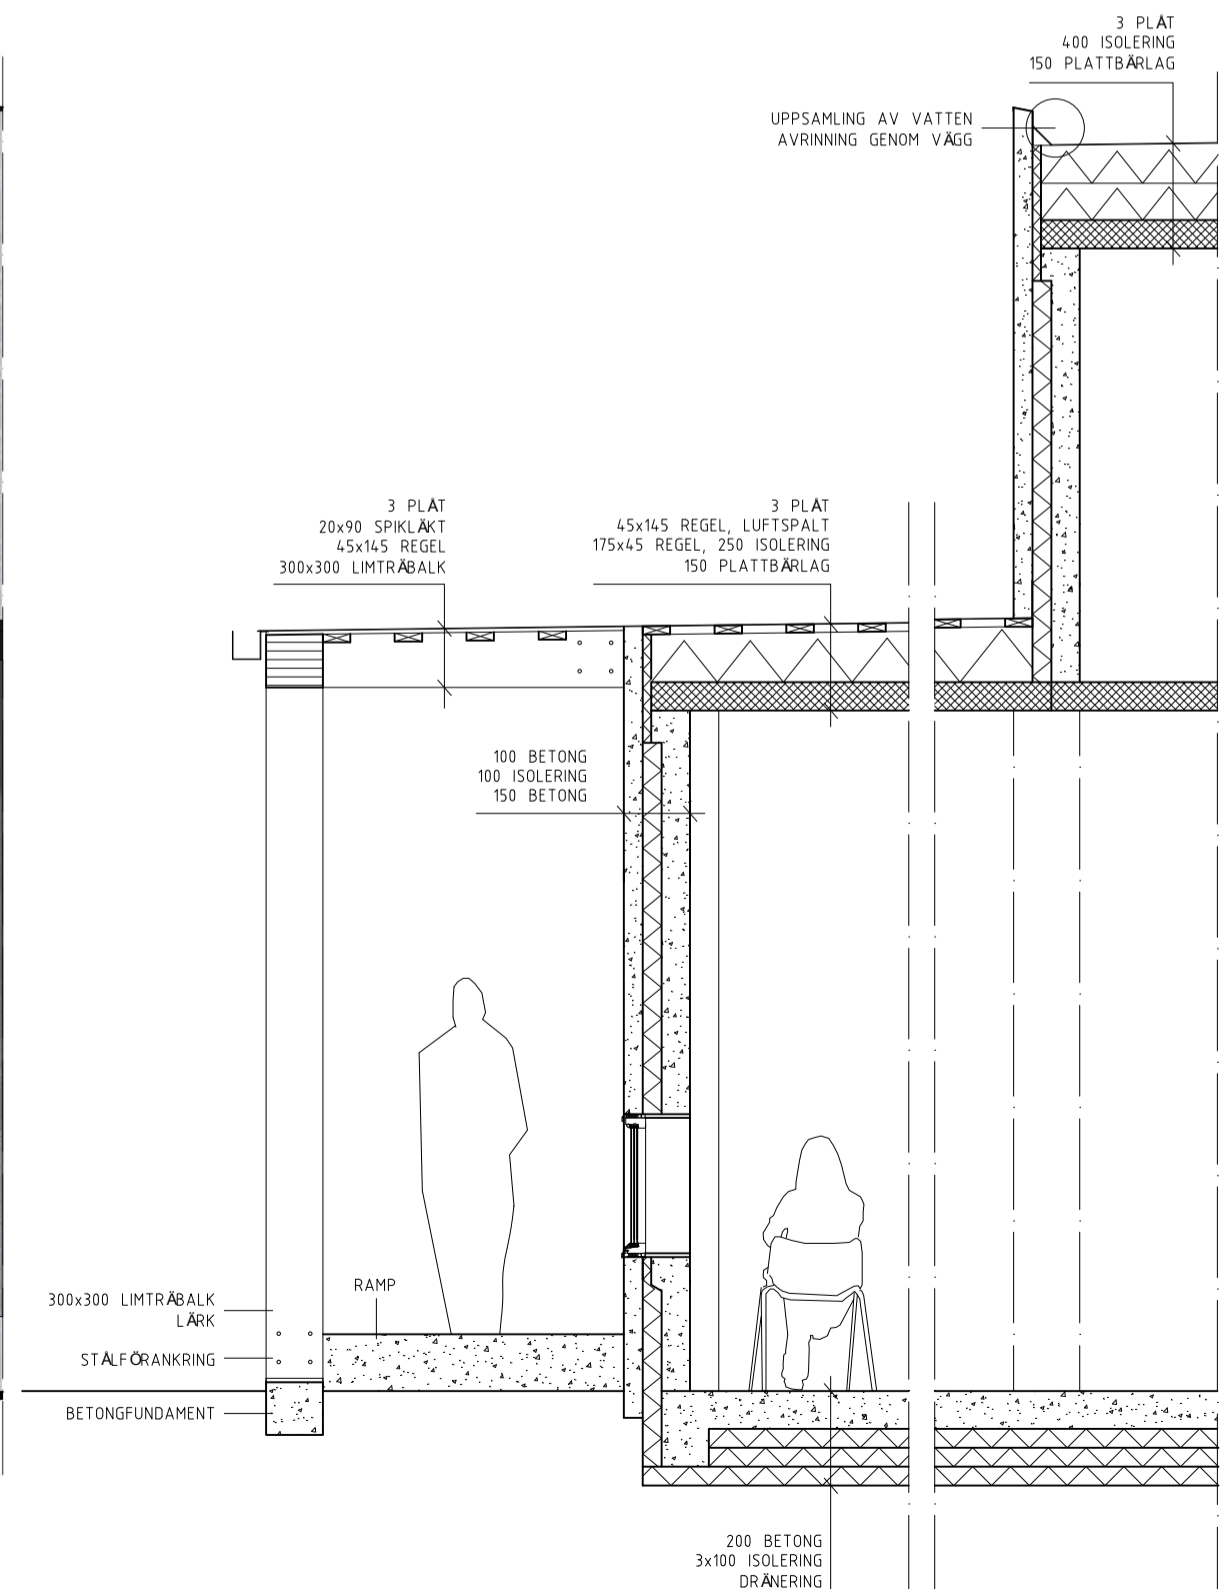 3 PLÅT
400 ISOLERING
150 PLATTBÄRLAG
UPPSAMLING AV VATTEN
AVRINNING GENOM VÄGG
3 PLÅT
20x90 SPIKLÄKT
45x145 REGEL
300x300 LIMTRÄBALK
3 PLÅT
45x145 REGEL, LUFTSPALT
175x45 REGEL, 250 ISOLERING
150 PLATTBÄRLAG
100 BETONG
100 ISOLERING
150 BETONG
RAMP
300x300 LIMTRÄBALK
LÄRK
STÅLFÖRANKRING
BETONGFUNDAMENT
200 BETONG
3x100 ISOLERING
DRÄNERING